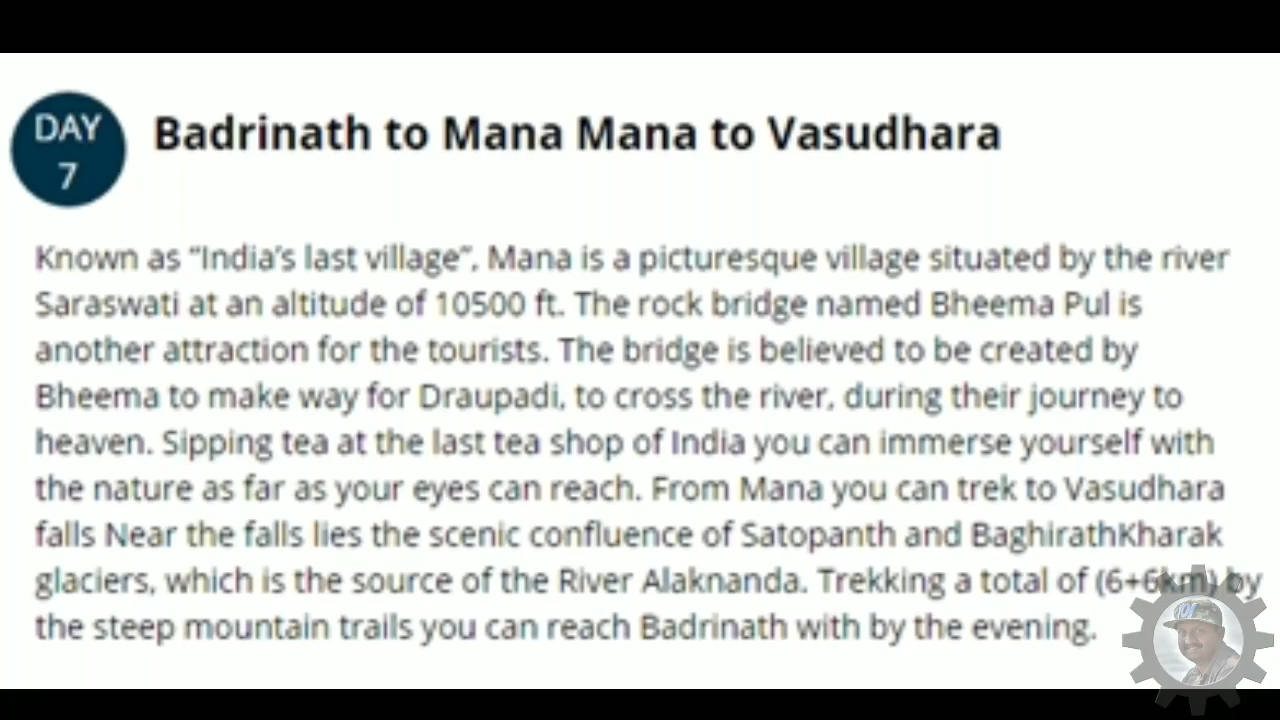 DAY
7
Badrinath to Mana Mana to Vasudhara
Known as “India’s last village”. Mana is a picturesque village situated by the river
Saraswati at an altitude of 10500 ft. The rock bridge named Bheema Pul is
another attraction for the tourists. The bridge is believed to be created by
Bheema to make way for Draupadi, to cross the river, during their journey to
heaven. Sipping tea at the last tea shop of India you can immerse yourself with
the nature as far as your eyes can reach. From Mana you can trek to Vasudhara
falls Near the falls lies the scenic confluence of Satopanth and BaghirathKharak
glaciers, which is the source of the River Alaknanda. Trekking a total of (6+6km) by
the steep mountain trails you can reach Badrinath with by the evening.